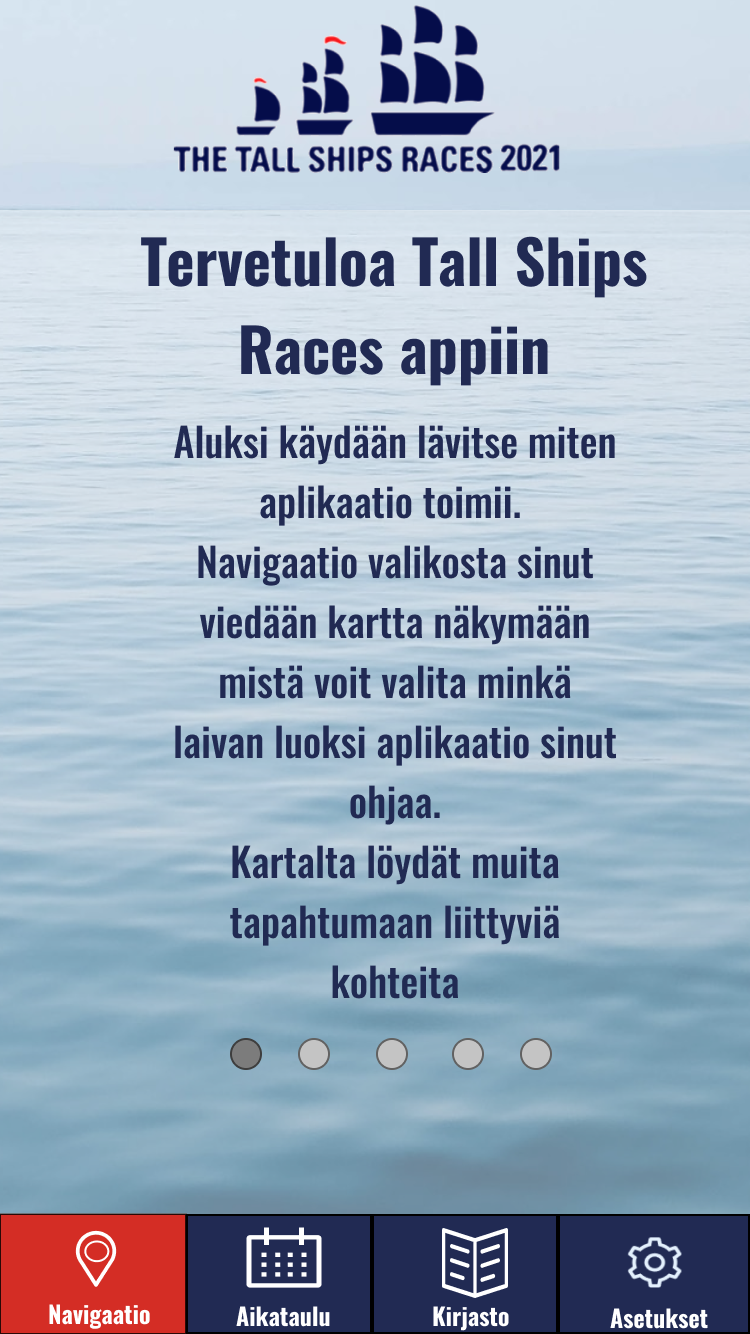 THE TALL SHIPS RACES 2021
Tervetuloa Tall Ships
Races appiin
Aluksi käydään lävitse miten
aplikaatio toimii.
Navigaatio valikosta sinut
viedään kartta näkymään
mistä voit valita minkä
laivan luoksi aplikaatio sinut
ohjaa.
Kartalta löydät muita
tapahtumaan liittyviä
kohteita
Navigaatio
Aikataulu
Kirjasto
Asetukset